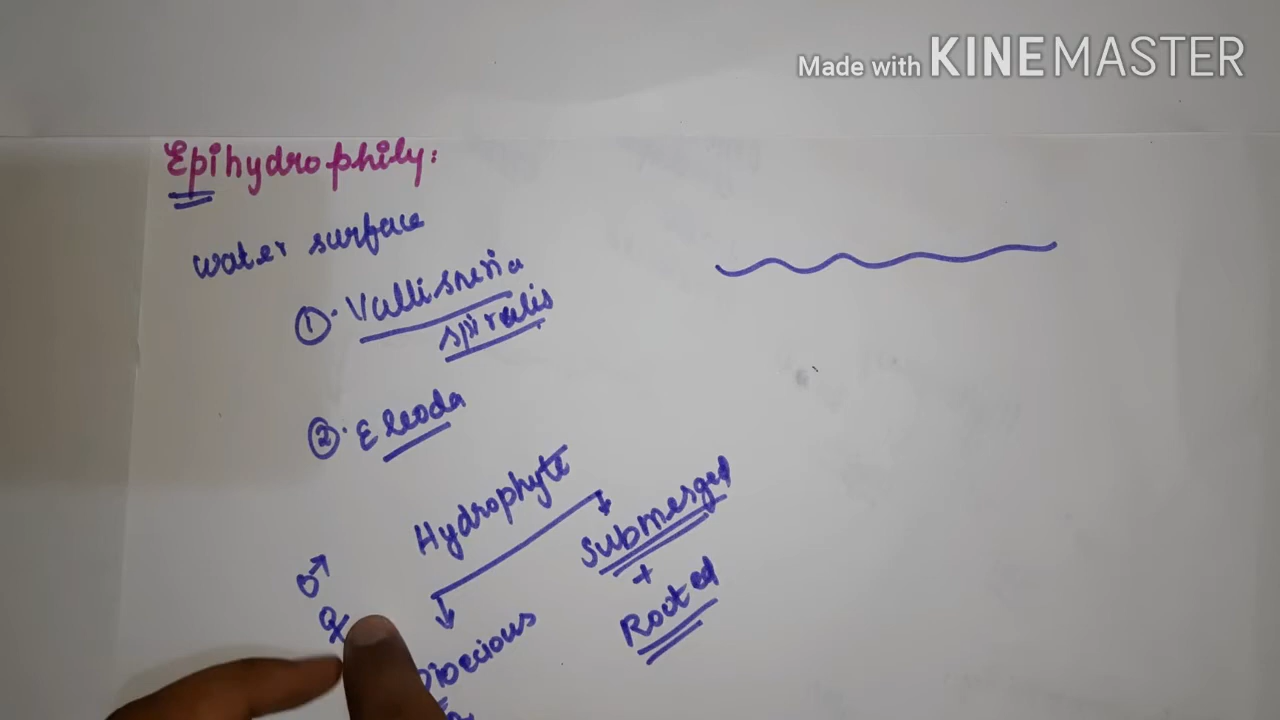 Made with KINEMASTER
Epihydrophily:
water surface
①. Vallisneria
spiralis
②. Eleoda
Hydrophyte
Submerged
+
Rooted
♂
♀
Dioecious